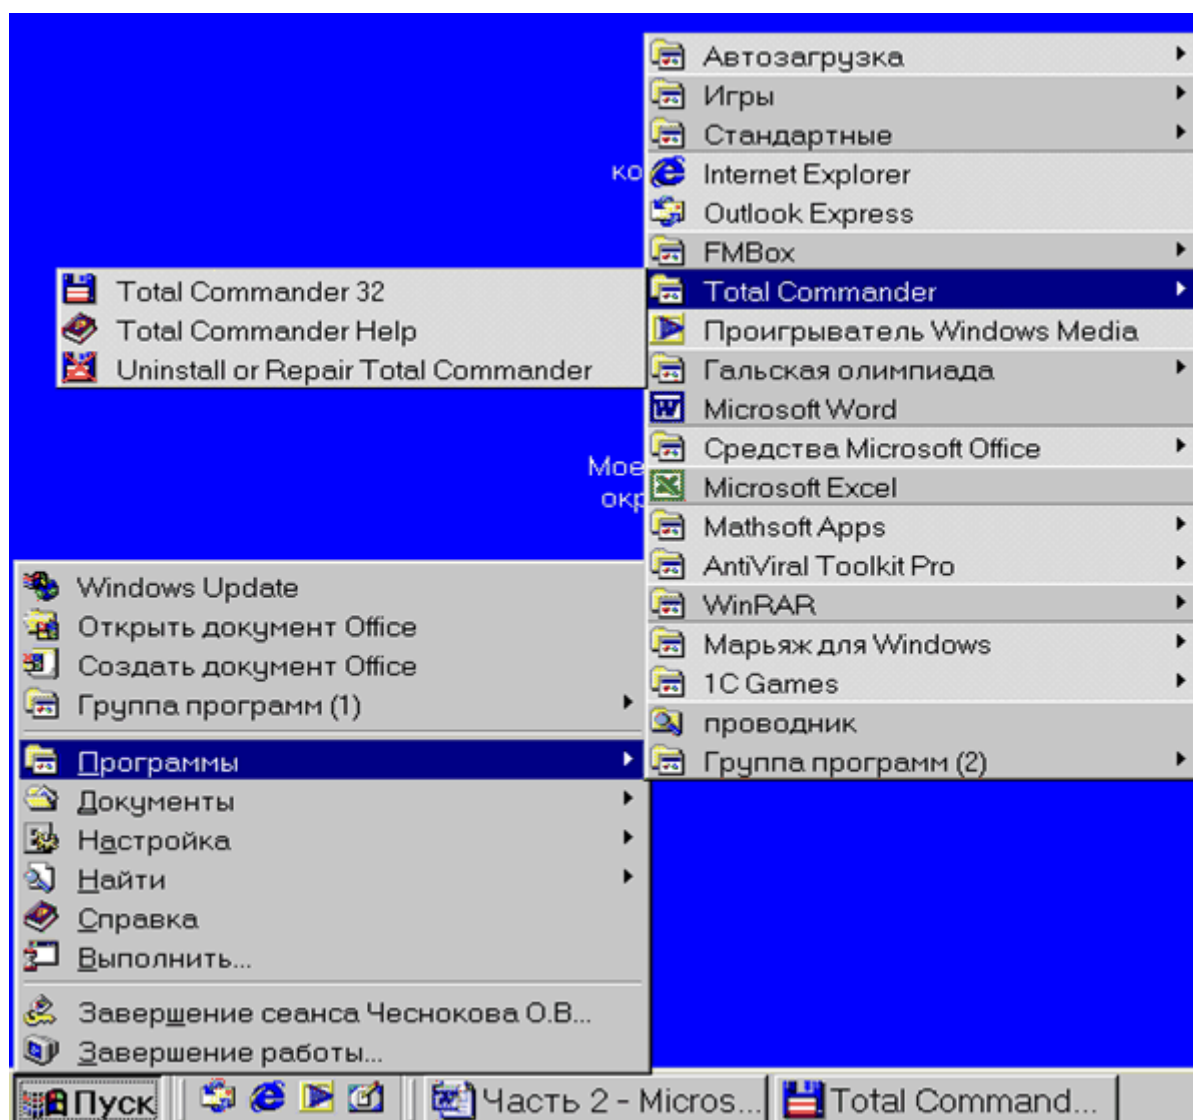 Автозагрузка
Игры
Стандартные
ко
Internet Explorer
Outlook Express
FMBox
Total Commander
Проигрыватель Windows Media
Гальская олимпиада
Microsoft Word
Средства Microsoft Office
Microsoft Excel
Mathsoft Apps
AntiViral Toolkit Pro
WinRAR
Марьяж для Windows
1C Games
проводник
Группа программ (2)
Total Commander 32
Total Commander Help
Uninstall or Repair Total Commander
Мое
окр
Windows Update
Открыть документ Office
Создать документ Office
Группа программ (1)
Программы
Документы
Настройка
Найти
Справка
Выполнить...
Завершение сеанса Чеснокова О.В...
Завершение работы...
Пуск
Часть 2 - Micros...
Total Command...